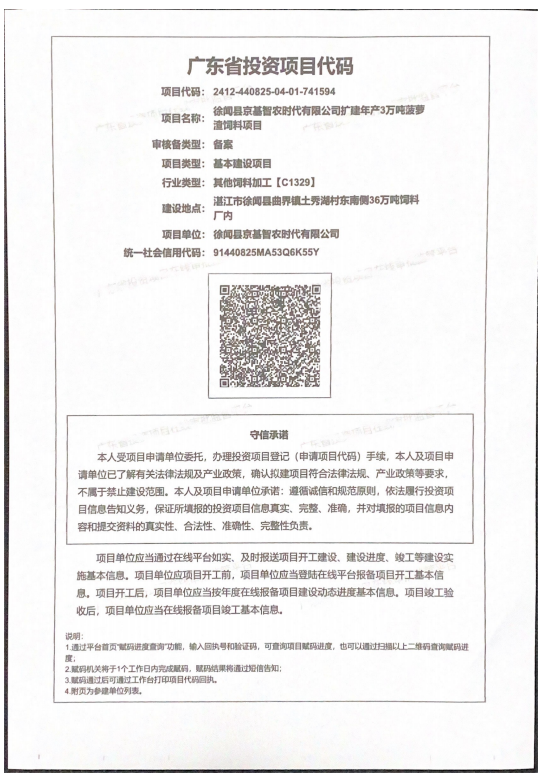 广东省投资项目代码
项目代码： 2412-440825-04-01-741594
项目名称： 徐闻县京基智农时代有限公司扩建年产3万吨菠萝
渣饲料项目
审核备类型： 备案
项目类型： 基本建设项目
行业类型： 其他饲料加工【C1329】
建设地点： 湛江市徐闻县曲界镇土秀湖村东南侧36万吨饲料
厂内
项目单位： 徐闻县京基智农时代有限公司
统一社会信用代码： 91440825MA53Q6K55Y
守信承诺
本人受项目申请单位委托，办理投资项目登记（申请项目代码）手续，本人及项目申
请单位已了解有关法律法规及产业政策，确认拟建项目符合法律法规、产业政策等要求，
不属于禁止建设范围。本人及项目申请单位承诺：遵循诚信和规范原则，依法履行投资项
目信息告知义务，保证所填报的投资项目信息真实、完整、准确，并对填报的项目信息内
容和提交资料的真实性、合法性、准确性、完整性负责。
项目单位应当通过在线平台如实、及时报送项目开工建设、建设进度、竣工等建设实
施基本信息。项目单位应项目开工前，项目单位应当登陆在线平台报备项目开工基本信
息。项目开工后，项目单位应当按年度在线报备项目建设动态进度基本信息。项目竣工验
收后，项目单位应当在线报备项目竣工基本信息。
说明：
1.通过平台首页“赋码进度查询”功能，输入回执号和验证码，可查询项目赋码进度，也可以通过扫描以上二维码查询赋码进
度；
2.赋码机关将于1个工作日内完成赋码，赋码结果将通过短信告知；
3.赋码通过后可通过工作台打印项目代码回执。
4.附页为参建单位列表。